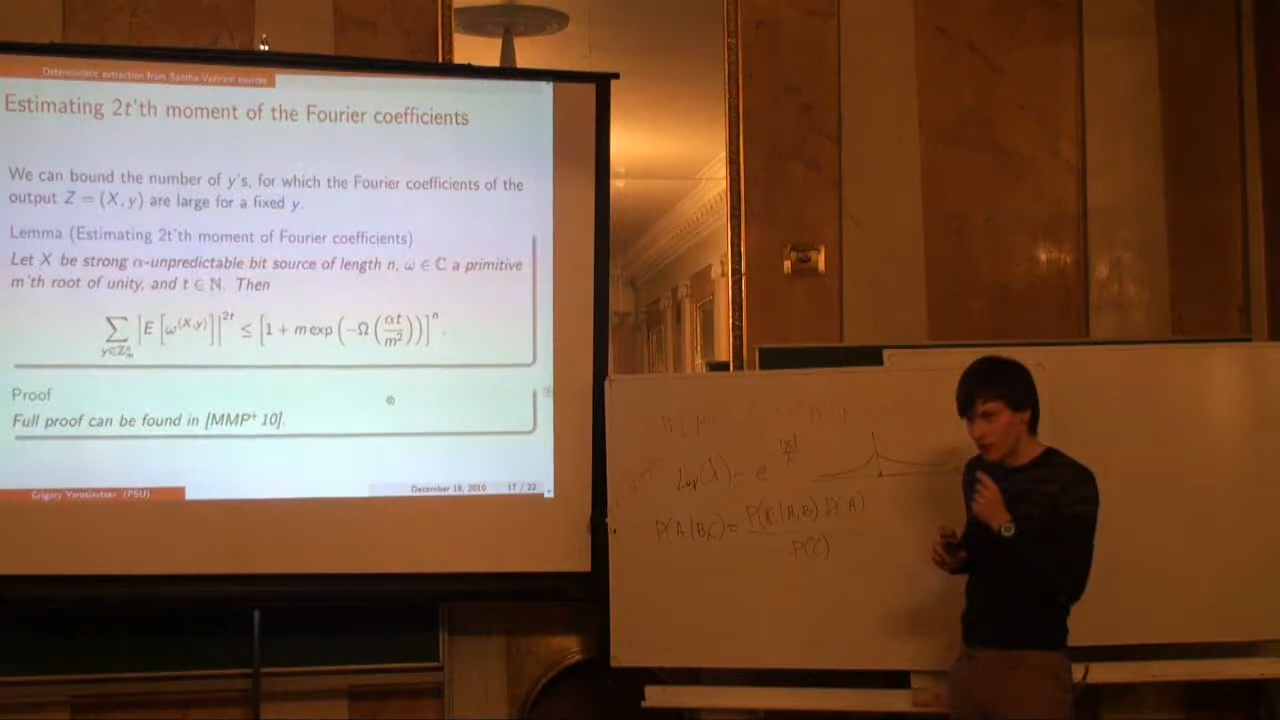 Deterministic extraction from Santha-Vazirani sources
Estimating 2t'th moment of the Fourier coefficients
We can bound the number of y's, for which the Fourier coefficients of the
output Z = (X, y) are large for a fixed y.
Lemma (Estimating 2t'th moment of Fourier coefficients)
Let X be strong α-unpredictable bit source of length n, ω ∈ ℂ a primitive
m'th root of unity, and t ∈ ℕ. Then
∑_{y∈ℤ_m^n} |E [ω^{(X,y)}]|^{2t} ≤ [1 + m exp (−Ω (αt/m²))]^n.
Proof
Full proof can be found in [MMP+10].
Grigory Yaroslavtsev (PSU)
December 18, 2010 17 / 22
Lap(λ) ~ e^{|x|/λ}
P(A|B,C) = P(C|A,B) P(A) / P(C)